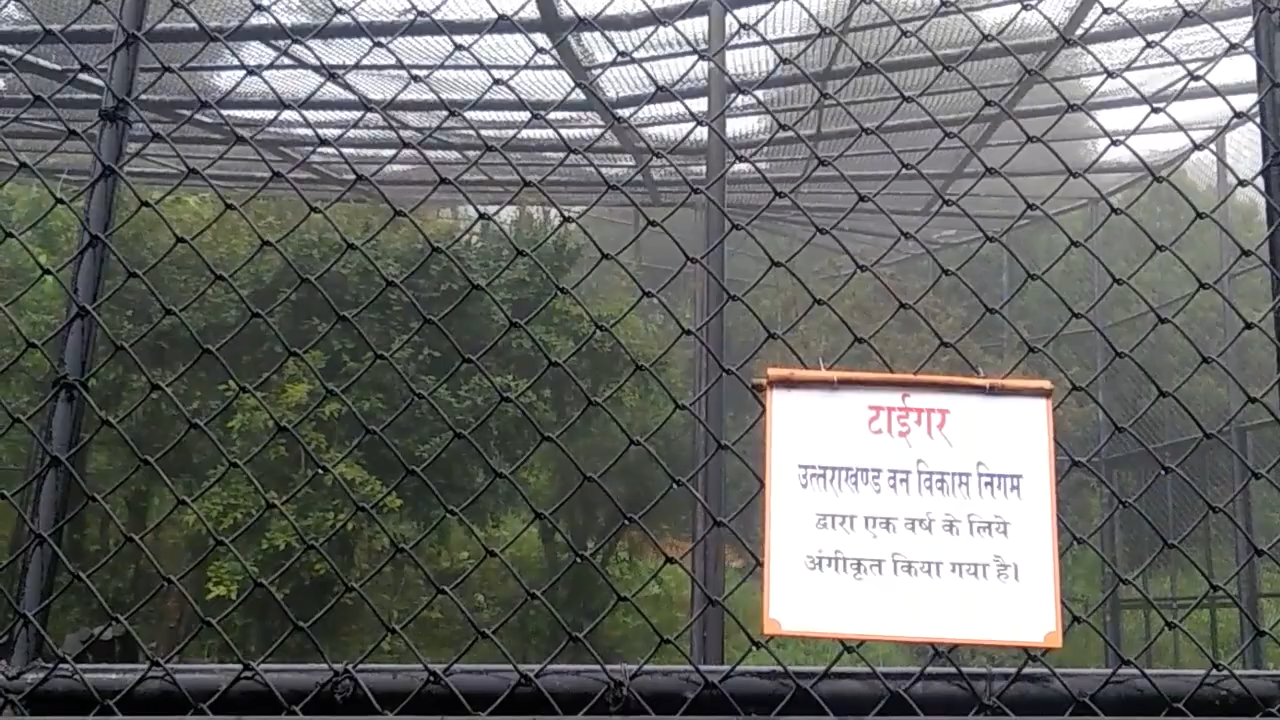 टाईगर
उत्तराखण्ड वन विकास निगम
द्वारा एक वर्ष के लिये
अंगीकृत किया गया है।